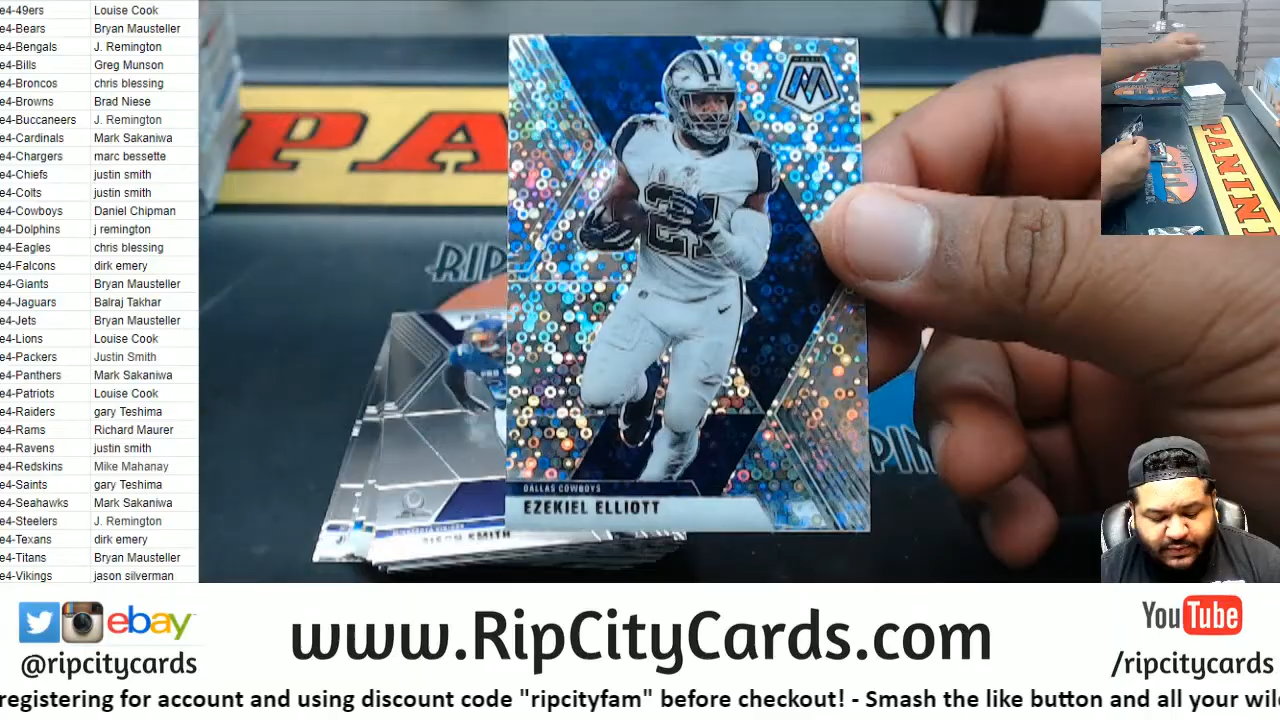 e4-49ers Louise Cook
e4-Bears Bryan Mausteller
e4-Bengals J. Remington
e4-Bills Greg Munson
e4-Broncos chris blessing
e4-Browns Brad Niese
e4-Buccaneers J. Remington
e4-Cardinals Mark Sakaniwa
e4-Chargers marc bessette
e4-Chiefs justin smith
e4-Colts justin smith
e4-Cowboys Daniel Chipman
e4-Dolphins j remington
e4-Eagles chris blessing
e4-Falcons dirk emery
e4-Giants Bryan Mausteller
e4-Jaguars Balraj Takhar
e4-Jets Bryan Mausteller
e4-Lions Louise Cook
e4-Packers Justin Smith
e4-Panthers Mark Sakaniwa
e4-Patriots Louise Cook
e4-Raiders gary Teshima
e4-Rams Richard Maurer
e4-Ravens justin smith
e4-Redskins Mike Mahanay
e4-Saints gary Teshima
e4-Seahawks Mark Sakaniwa
e4-Steelers J. Remington
e4-Texans dirk emery
e4-Titans Bryan Mausteller
e4-Vikings jason silverman
PA
RIP
PIN
MOSAIC
M
21
DALLAS COWBOYS
EZEKIEL ELLIOTT
SMITH
PANINI
ebay
@ripcitycards
www.RipCityCards.com
YouTube
/ripcitycards
registering for account and using discount code "ripcityfam" before checkout! - Smash the like button and all your wil